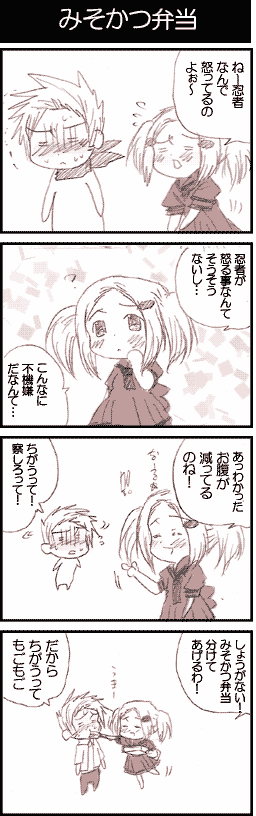 みそかつ弁当
ねー忍者
なんで
怒ってるの
よぉ〜
忍者が
怒る事なんて
そうそう
ないし…
こんなに
不機嫌
だなんて…
あっわかった
お腹が
減ってる
のね！
ちがうって！
察しろって！
しょうがない！
みそかつ弁当
分けて
あげるわ！
だから
ちがうって
もごもご